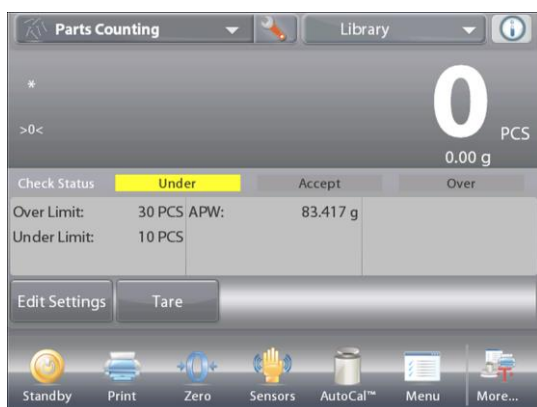 Parts Counting Library
*
>0<
0 PCS
0.00 g
Check Status Under Accept Over
Over Limit: 30 PCS APW: 83.417 g
Under Limit: 10 PCS
Edit Settings Tare
Standby Print Zero Sensors AutoCal™ Menu More...